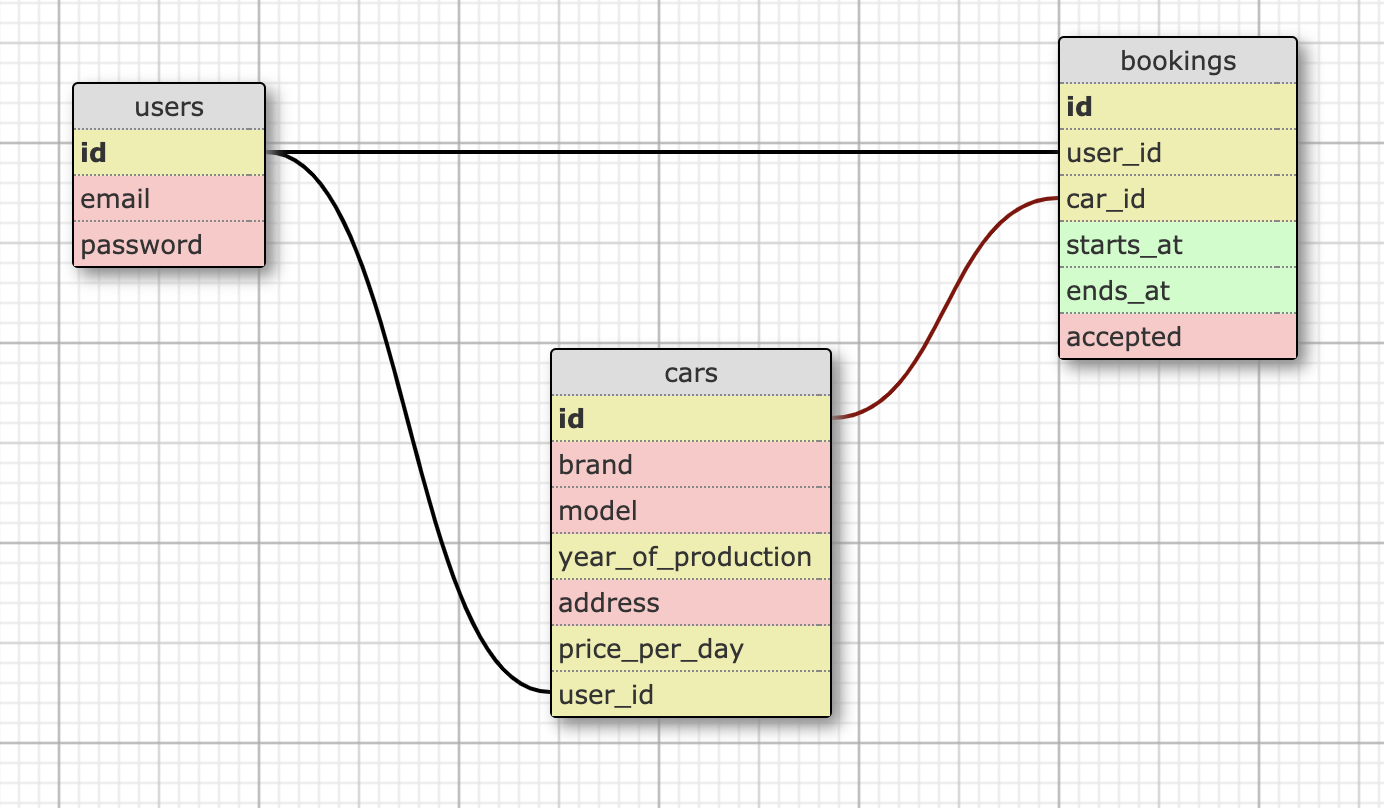 users
id
email
password
bookings
id
user_id
car_id
starts_at
ends_at
accepted
cars
id
brand
model
year_of_production
address
price_per_day
user_id